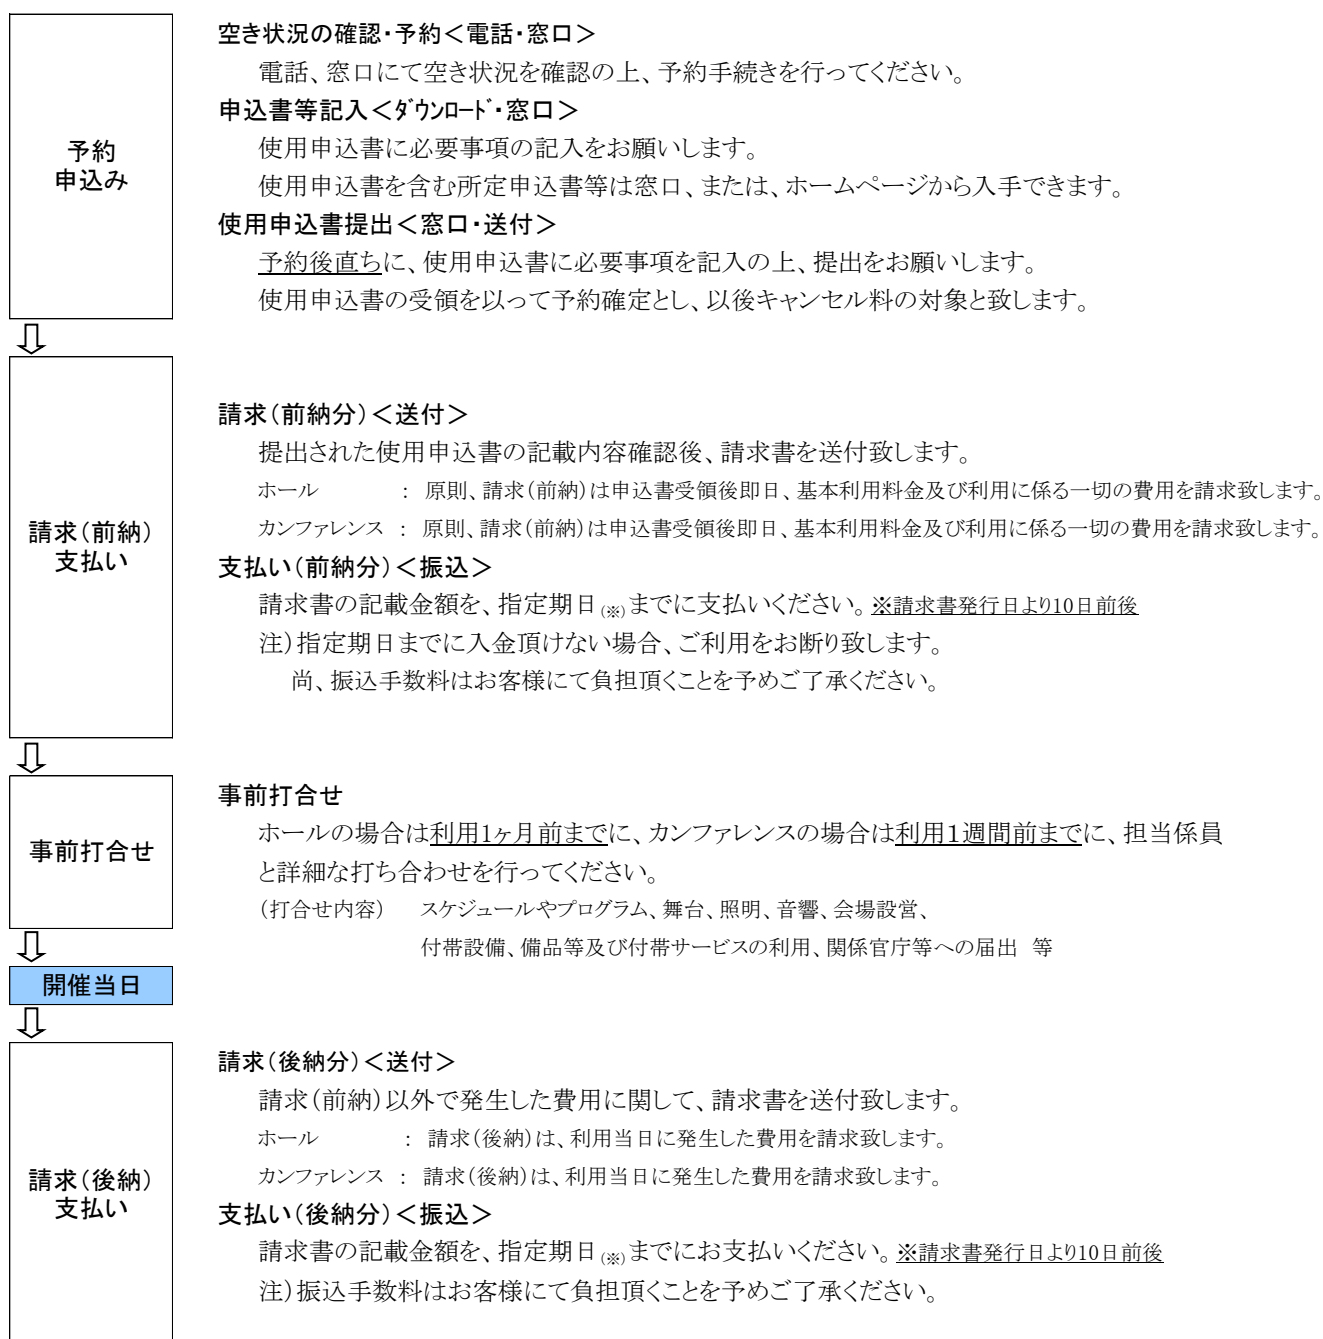 予約
申込み
空き状況の確認・予約＜電話・窓口＞
電話、窓口にて空き状況を確認の上、予約手続きを行ってください。
申込書等記入＜ﾀﾞｳﾝﾛｰﾄﾞ・窓口＞
使用申込書に必要事項の記入をお願いします。
使用申込書を含む所定申込書等は窓口、または、ホームページから入手できます。
使用申込書提出＜窓口・送付＞
予約後直ちに、使用申込書に必要事項を記入の上、提出をお願いします。
使用申込書の受領を以って予約確定とし、以後キャンセル料の対象と致します。
⇩
請求（前納）
支払い
請求（前納分）＜送付＞
提出された使用申込書の記載内容確認後、請求書を送付致します。
ホール ： 原則、請求（前納）は申込書受領後即日、基本利用料金及び利用に係る一切の費用を請求致します。
カンファレンス ： 原則、請求（前納）は申込書受領後即日、基本利用料金及び利用に係る一切の費用を請求致します。
支払い（前納分）＜振込＞
請求書の記載金額を、指定期日(※)までに支払いください。※請求書発行日より10日前後
注）指定期日までに入金頂けない場合、ご利用をお断り致します。
尚、振込手数料はお客様にて負担頂くことを予めご了承ください。
⇩
事前打合せ
事前打合せ
ホールの場合は利用1ヶ月前までに、カンファレンスの場合は利用１週間前までに、担当係員
と詳細な打ち合わせを行ってください。
（打合せ内容） スケジュールやプログラム、舞台、照明、音響、会場設営、
付帯設備、備品等及び付帯サービスの利用、関係官庁等への届出 等
⇩
開催当日
⇩
請求（後納）
支払い
請求（後納分）＜送付＞
請求（前納）以外で発生した費用に関して、請求書を送付致します。
ホール ： 請求（後納）は、利用当日に発生した費用を請求致します。
カンファレンス ： 請求（後納）は、利用当日に発生した費用を請求致します。
支払い（後納分）＜振込＞
請求書の記載金額を、指定期日(※)までにお支払いください。※請求書発行日より10日前後
注）振込手数料はお客様にて負担頂くことを予めご了承ください。